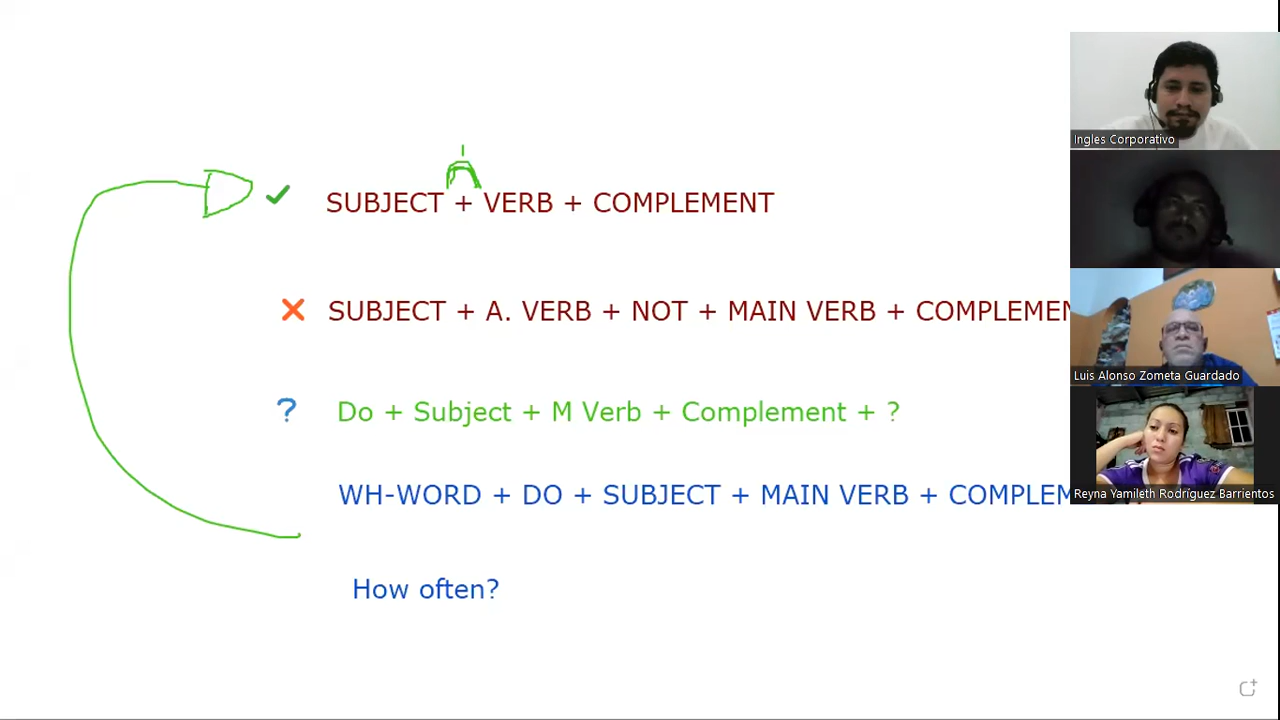 SUBJECT + VERB + COMPLEMENT
SUBJECT + A. VERB + NOT + MAIN VERB + COMPLEMEN
? Do + Subject + M Verb + Complement + ?
WH-WORD + DO + SUBJECT + MAIN VERB + COMPLEM
How often?
Ingles Corporativo
Luis Alonso Zometa Guardado
Reyna Yamileth Rodríguez Barrientos